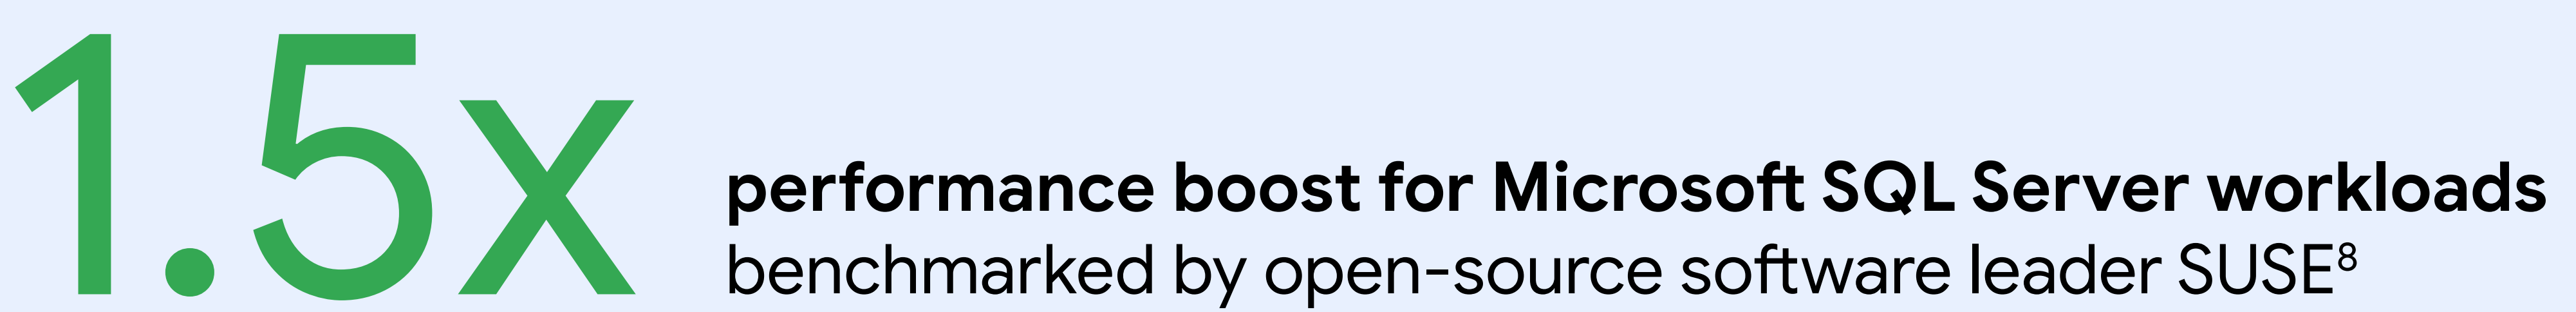 1.5x
performance boost for Microsoft SQL Server workloads
benchmarked by open-source software leader SUSE⁸